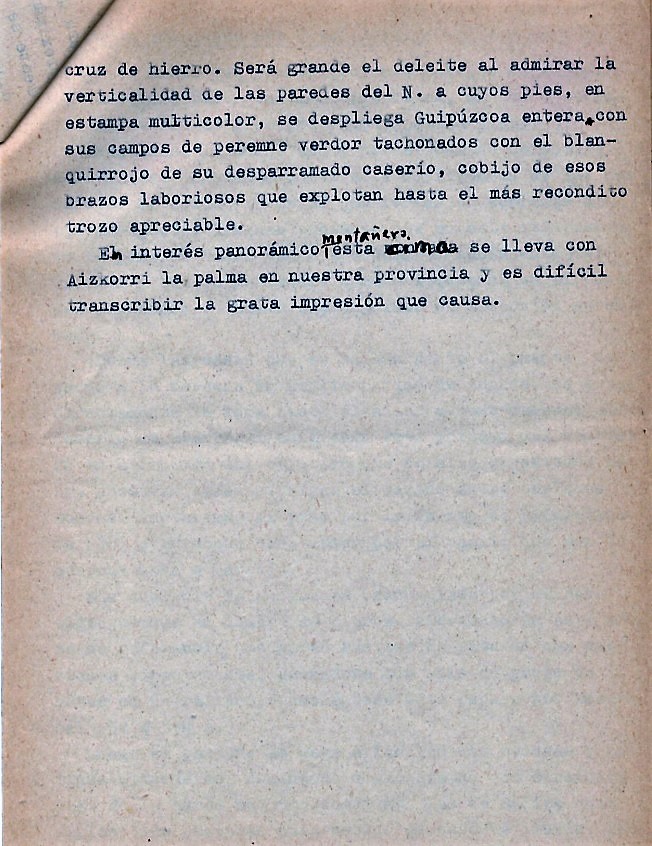 cruz de hierro. Será grande el deleite al admirar la
verticalidad de las paredes del N. a cuyos pies, en
estampa multicolor, se despliega Guipúzcoa entera, con
sus campos de peremne verdor tachonados con el blan-
quirrojo de su desparramado caserío, cobijo de esos
brazos laboriosos que explotan hasta el más recondito
trozo apreciable.
montañero,
En interés panorámico esta se lleva con
Aizkorri la palma en nuestra provincia y es difícil
transcribir la grata impresión que causa.